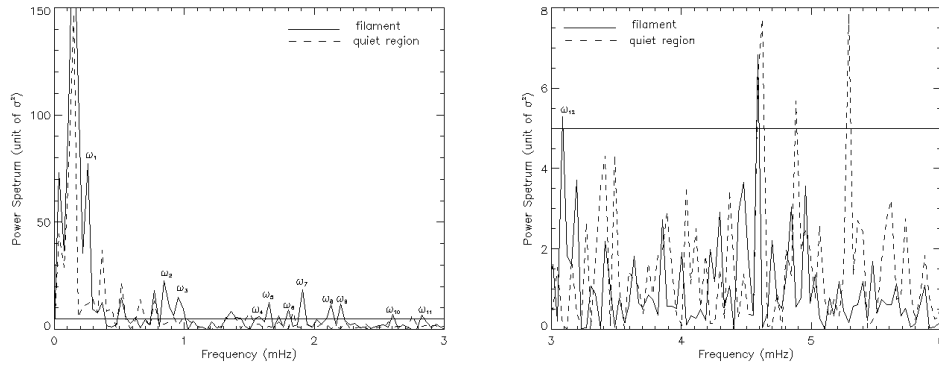 Power Spetrum (unit of σ²)
150
100
50
0
filament
quiet region
ω₁
ω₂
ω₃
ω₄
ω₅
ω₇
ω₉
ω₁₀
ω₁₁
0
1
2
3
Frequency (mHz)
Power Spetrum (unit of σ²)
8
6
4
2
0
filament
quiet region
ω₁₂
3
4
5
6
Frequency (mHz)